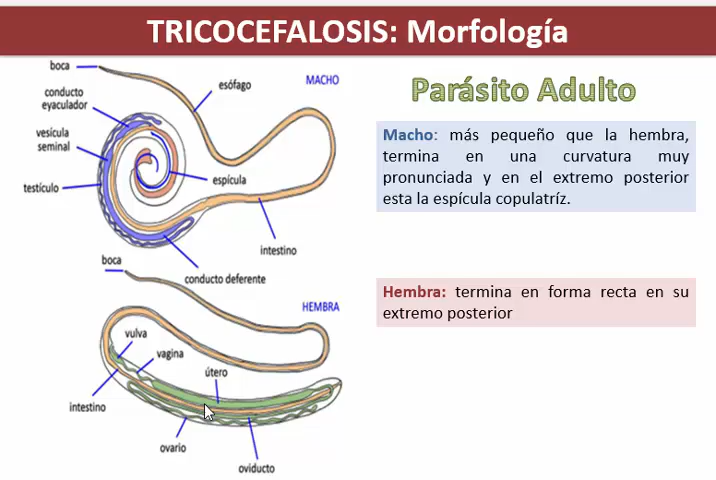 TRICOCEFALOSIS: Morfología
boca
esófago
MACHO
conducto
eyaculador
vesícula
seminal
testículo
espícula
intestino
conducto deferente
boca
HEMBRA
vulva
vagina
útero
intestino
ovario
oviducto
Parásito Adulto
Macho: más pequeño que la hembra,
termina en una curvatura muy
pronunciada y en el extremo posterior
esta la espícula copulatríz.
Hembra: termina en forma recta en su
extremo posterior